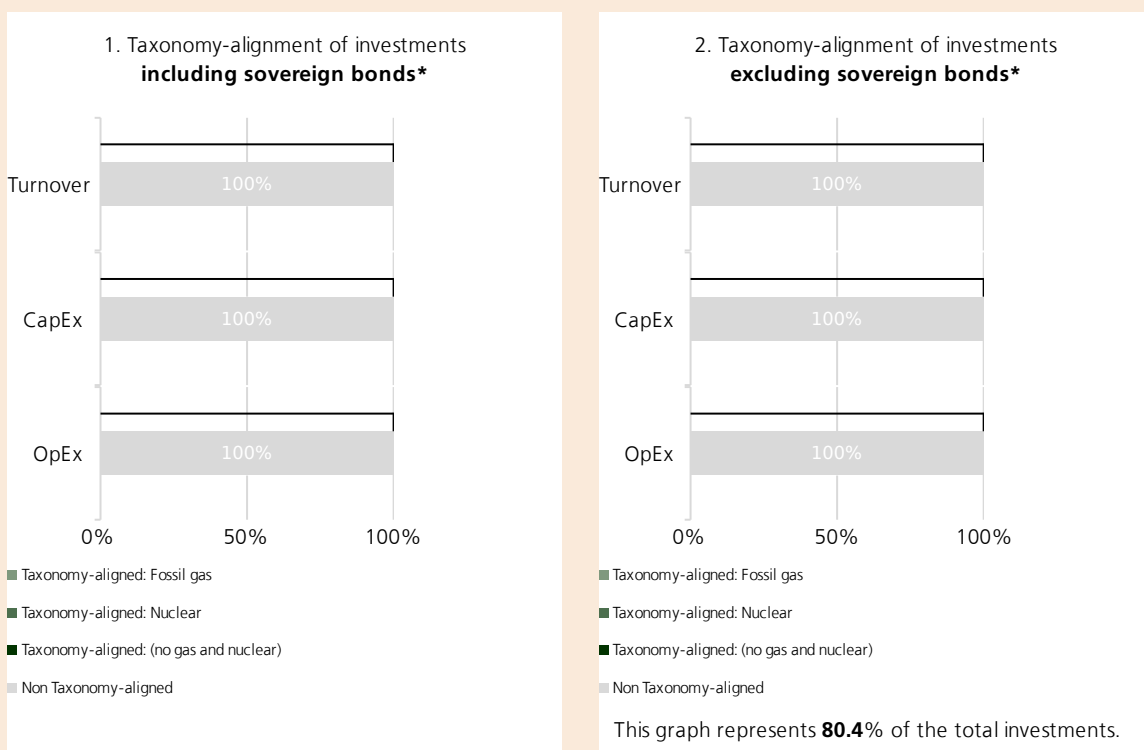 1. Taxonomy-alignment of investments
including sovereign bonds*
Turnover
100%
CapEx
100%
OpEx
100%
0%
50%
100%
Taxonomy-aligned: Fossil gas
Taxonomy-aligned: Nuclear
Taxonomy-aligned: (no gas and nuclear)
Non Taxonomy-aligned
2. Taxonomy-alignment of investments
excluding sovereign bonds*
Turnover
100%
CapEx
100%
OpEx
100%
0%
50%
100%
Taxonomy-aligned: Fossil gas
Taxonomy-aligned: Nuclear
Taxonomy-aligned: (no gas and nuclear)
Non Taxonomy-aligned
This graph represents 80.4% of the total investments.